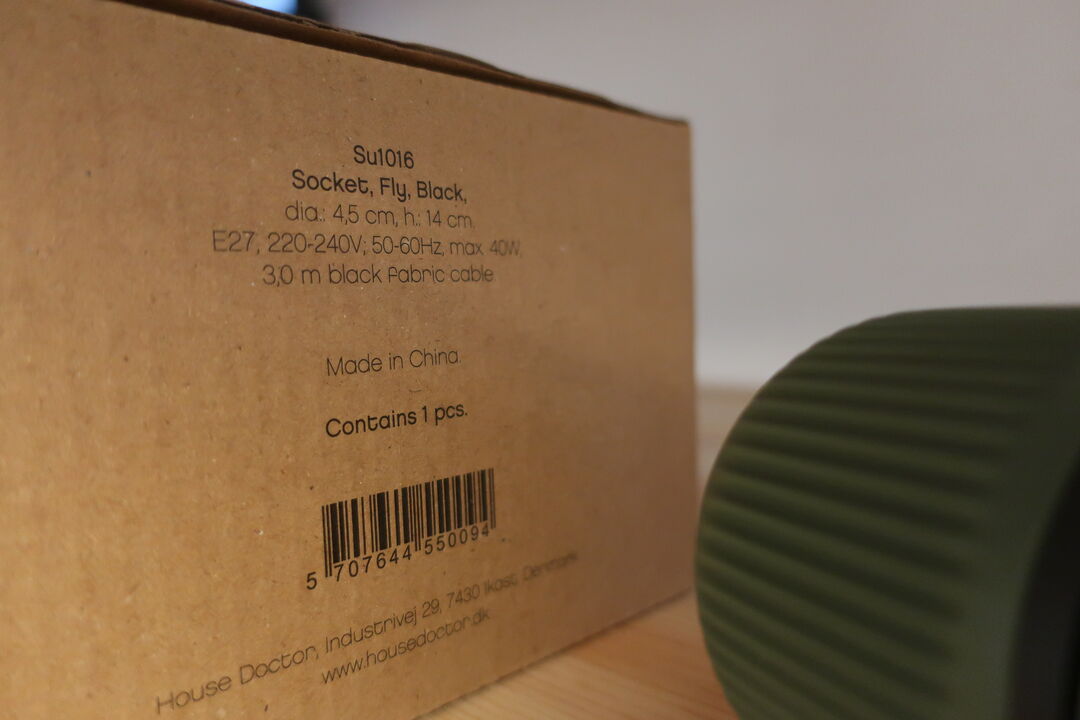 Su1016
Socket, Fly, Black,
dia.: 4,5 cm, h.: 14 cm.
E27, 220-240V; 50-60Hz, max. 40W,
3,0 m black fabric cable
Made in China.
Contains 1 pcs.
5 707644 550094
House Doctor, Industrivej 29, 7430 Ikast, Denmark
www.housedoctor.dk